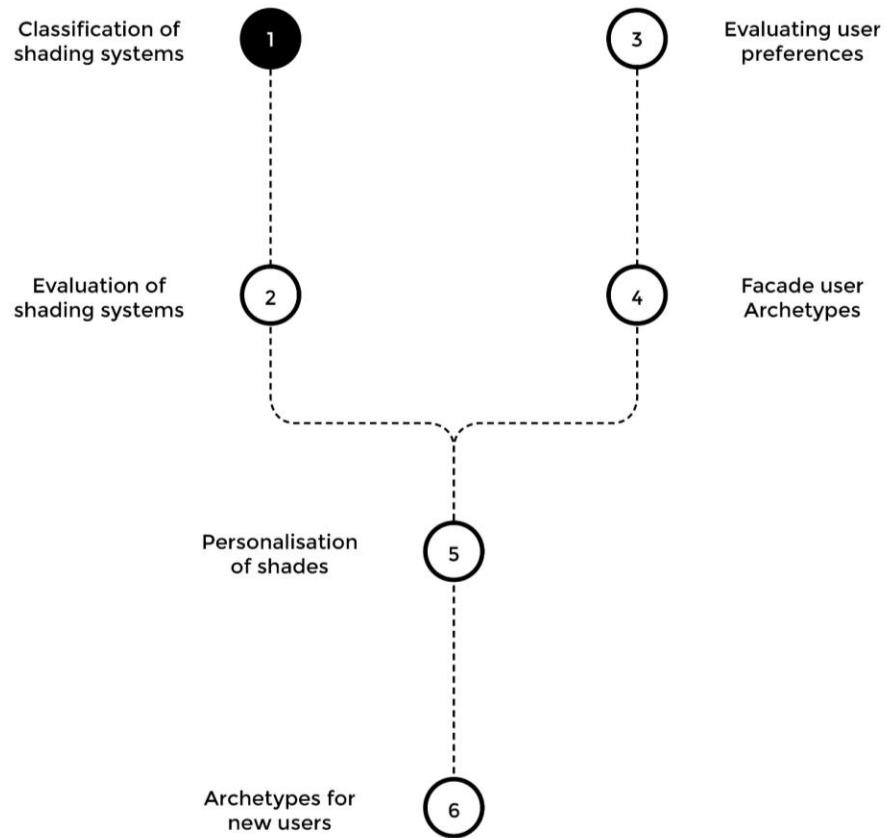 Classification of
shading systems
1
3
Evaluating user
preferences
Evaluation of
shading systems
2
4
Facade user
Archetypes
Personalisation
of shades
5
Archetypes for
new users
6